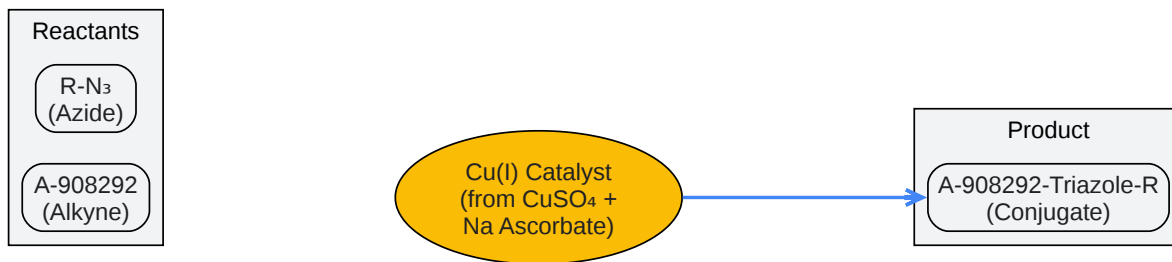 Reactants
R-N₃
(Azide)
A-908292
(Alkyne)
Cu(I) Catalyst
(from CuSO₄ +
Na Ascorbate)
Product
A-908292-Triazole-R
(Conjugate)